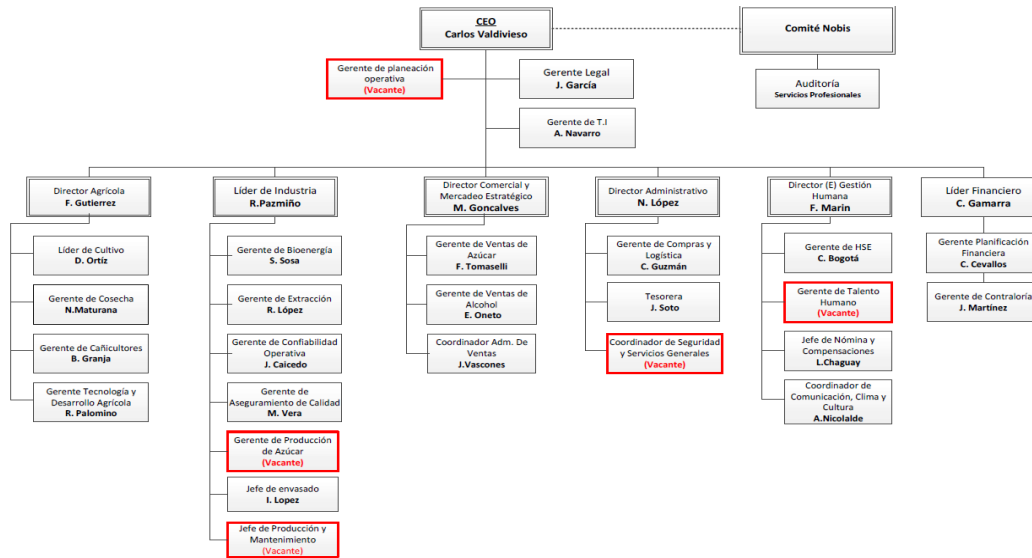 CEO
Carlos Valdivieso
Comité Nobis
Gerente de planeación
operativa
(Vacante)
Gerente Legal
J. García
Auditoría
Servicios Profesionales
Gerente de T.I
A. Navarro
Director Agrícola
F. Gutierrez
Líder de Industria
R.Pazmiño
Director Comercial y
Mercadeo Estratégico
M. Goncalves
Director Administrativo
N. López
Director (E) Gestión
Humana
F. Marin
Líder Financiero
C. Gamarra
Líder de Cultivo
D. Ortíz
Gerente de Cosecha
N.Maturana
Gerente de Cañicultores
B. Granja
Gerente Tecnología y
Desarrollo Agrícola
R. Palomino
Gerente de Bioenergía
S. Sosa
Gerente de Extracción
R. López
Gerente de Confiabilidad
Operativa
J. Caicedo
Gerente de
Aseguramiento de Calidad
M. Vera
Gerente de Producción
de Azúcar
(Vacante)
Jefe de envasado
I. Lopez
Jefe de Producción y
Mantenimiento
(Vacante)
Gerente de Ventas de
Azúcar
F. Tomaselli
Gerente de Ventas de
Alcohol
E. Oneto
Coordinador Adm. De
Ventas
J.Vascones
Gerente de Compras y
Logística
C. Guzmán
Tesorera
J. Soto
Coordinador de Seguridad
y Servicios Generales
(Vacante)
Gerente de HSE
C. Bogotá
Gerente de Talento
Humano
(Vacante)
Jefe de Nómina y
Compensaciones
L.Chaguay
Coordinador de
Comunicación, Clima y
Cultura
A.Nicolalde
Gerente Planificación
Financiera
C. Cevallos
Gerente de Contraloría
J. Martínez